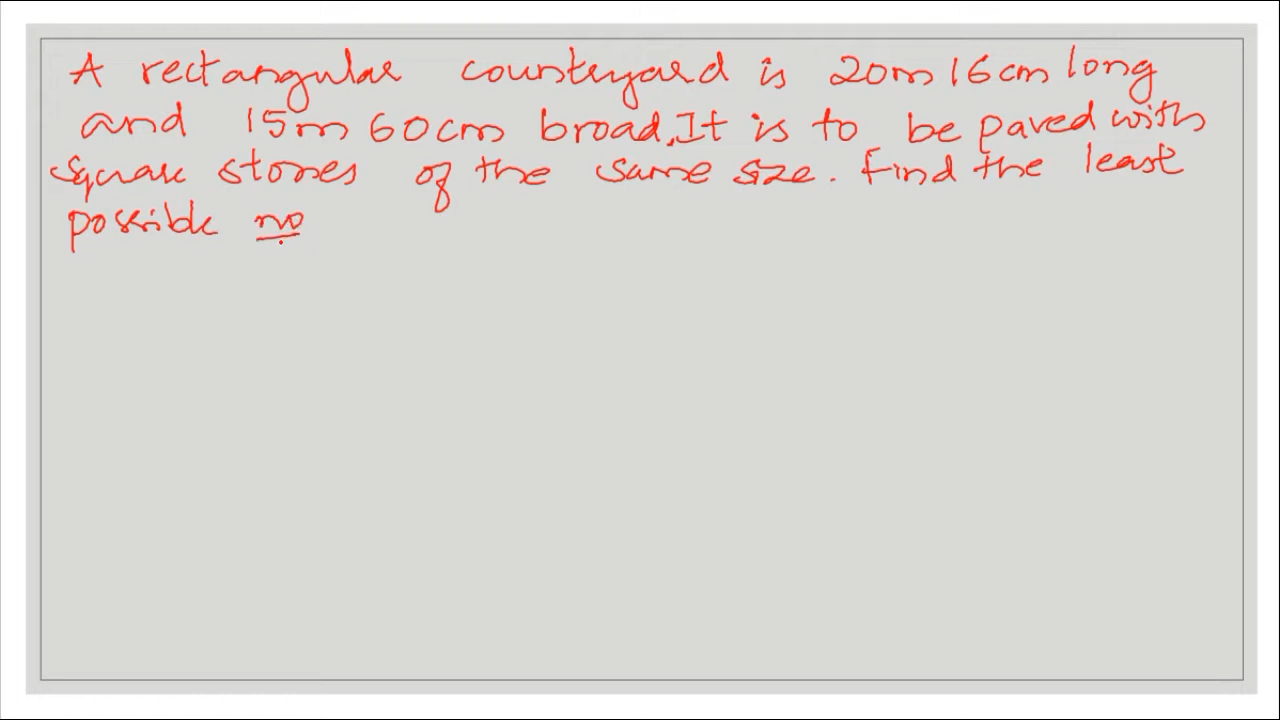 A rectangular counteryard is 20m 16cm long
and 15m 60cm broad. It is to be paved with
square stones of the same size. Find the least
possible no